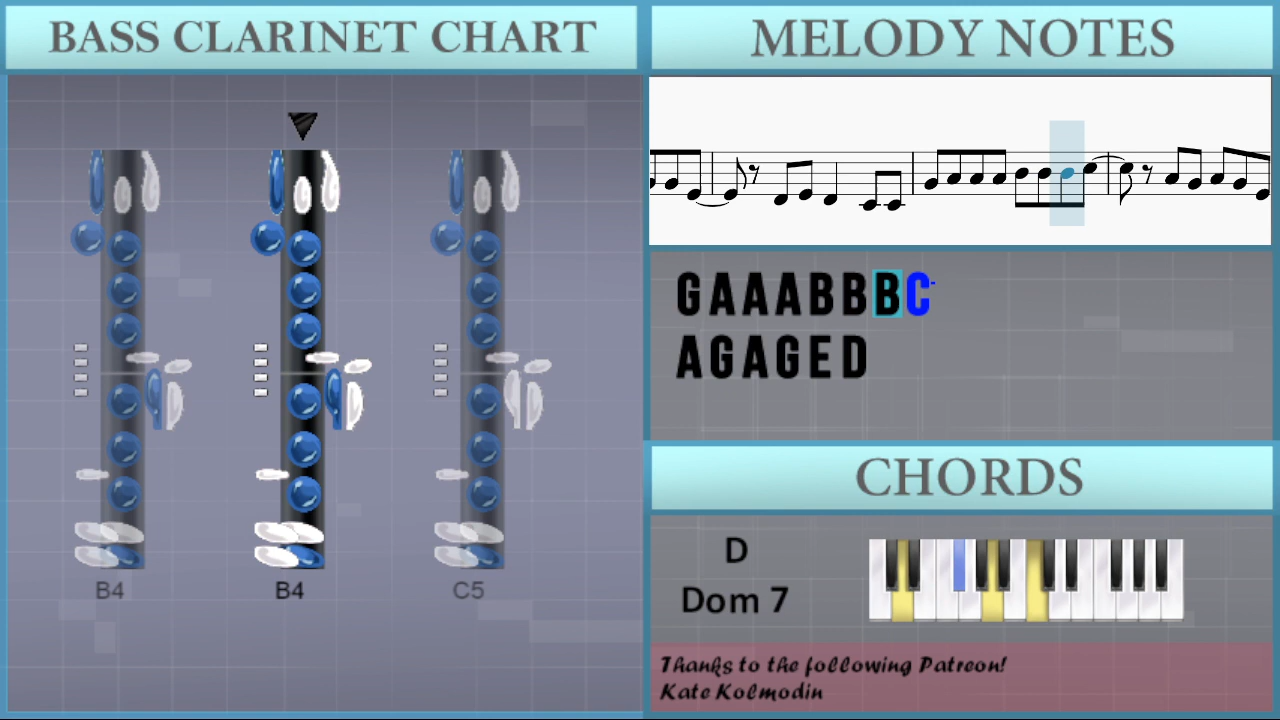 BASS CLARINET CHART
B4
B4
C5
MELODY NOTES
GAAABBBC-
AGAGED
CHORDS
D
Dom 7
Thanks to the following Patreon!
Kate Kolmodin